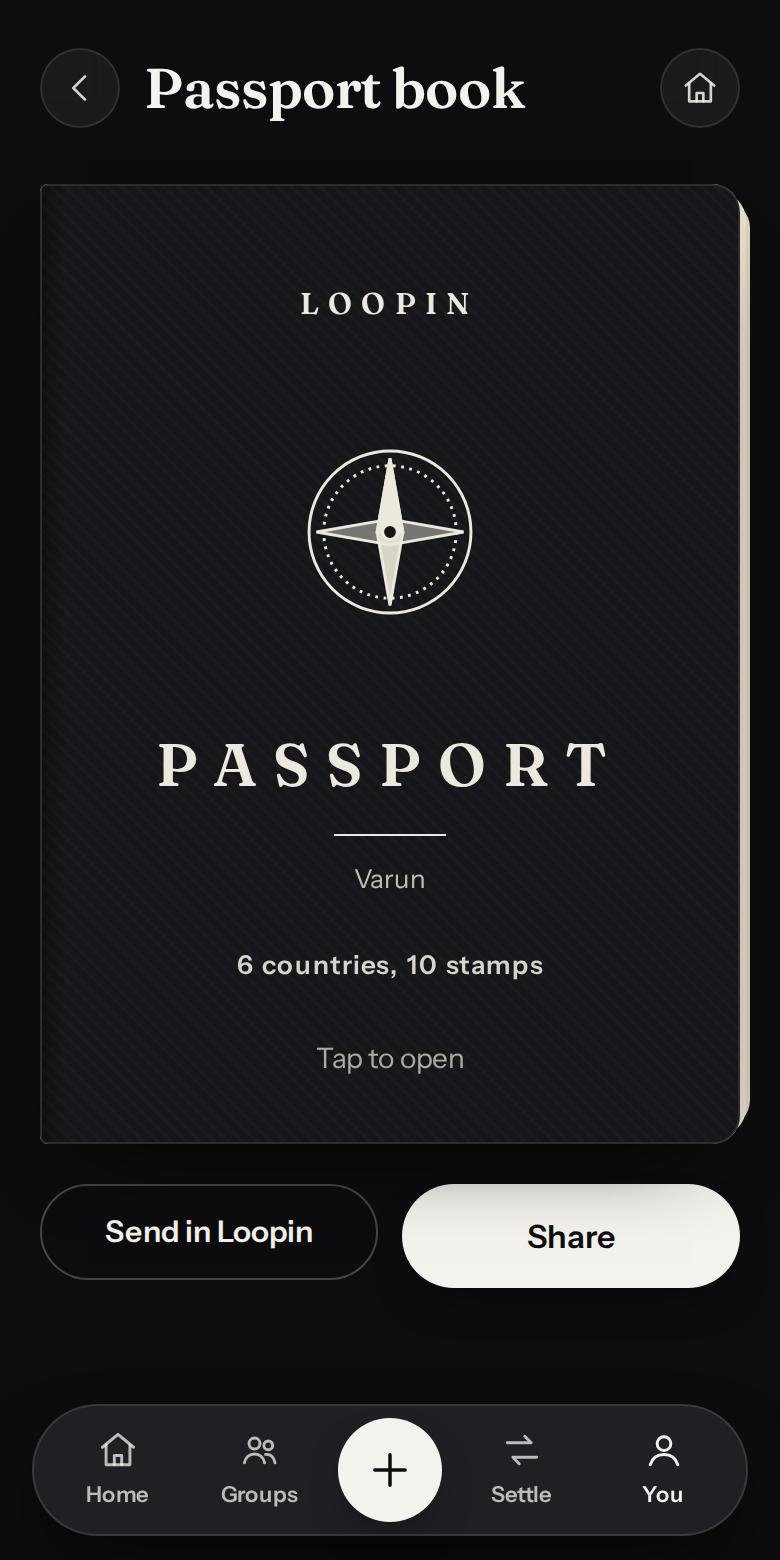 Passport book
LOOPIN
PASSPORT
Varun
6 countries, 10 stamps
Tap to open
Send in Loopin
Share
Home
Groups
Settle
You